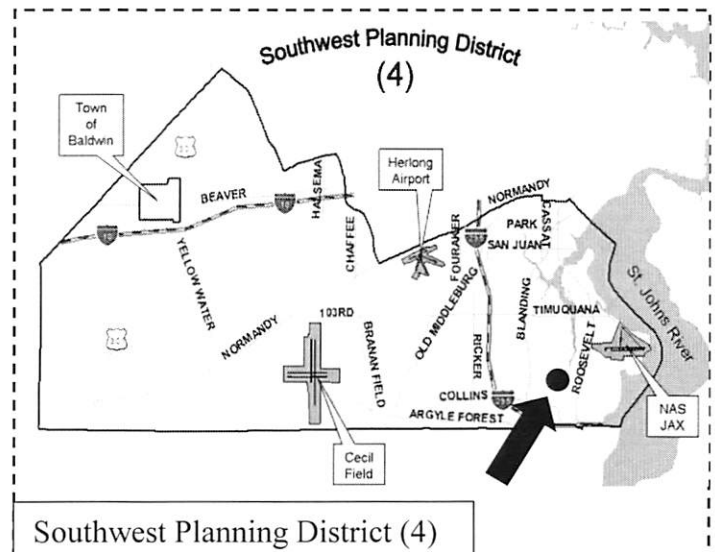 Southwest Planning District
(4)
Town
of
Baldwin
Herlong
Airport
BEAVER
HALSEMA
CHAFFEE
NORMANDY
PARK
CASSAT
SAN JUAN
FOURAKER
YELLOW WATER
OLD MIDDLEBURG
BLANDING
TIMUQUANA
St. Johns River
NORMANDY
103RD
BRANAN FIELD
RICKER
ROOSEVELT
COLLINS
ARGYLE FOREST
NAS
JAX
Cecil
Field
Southwest Planning District (4)